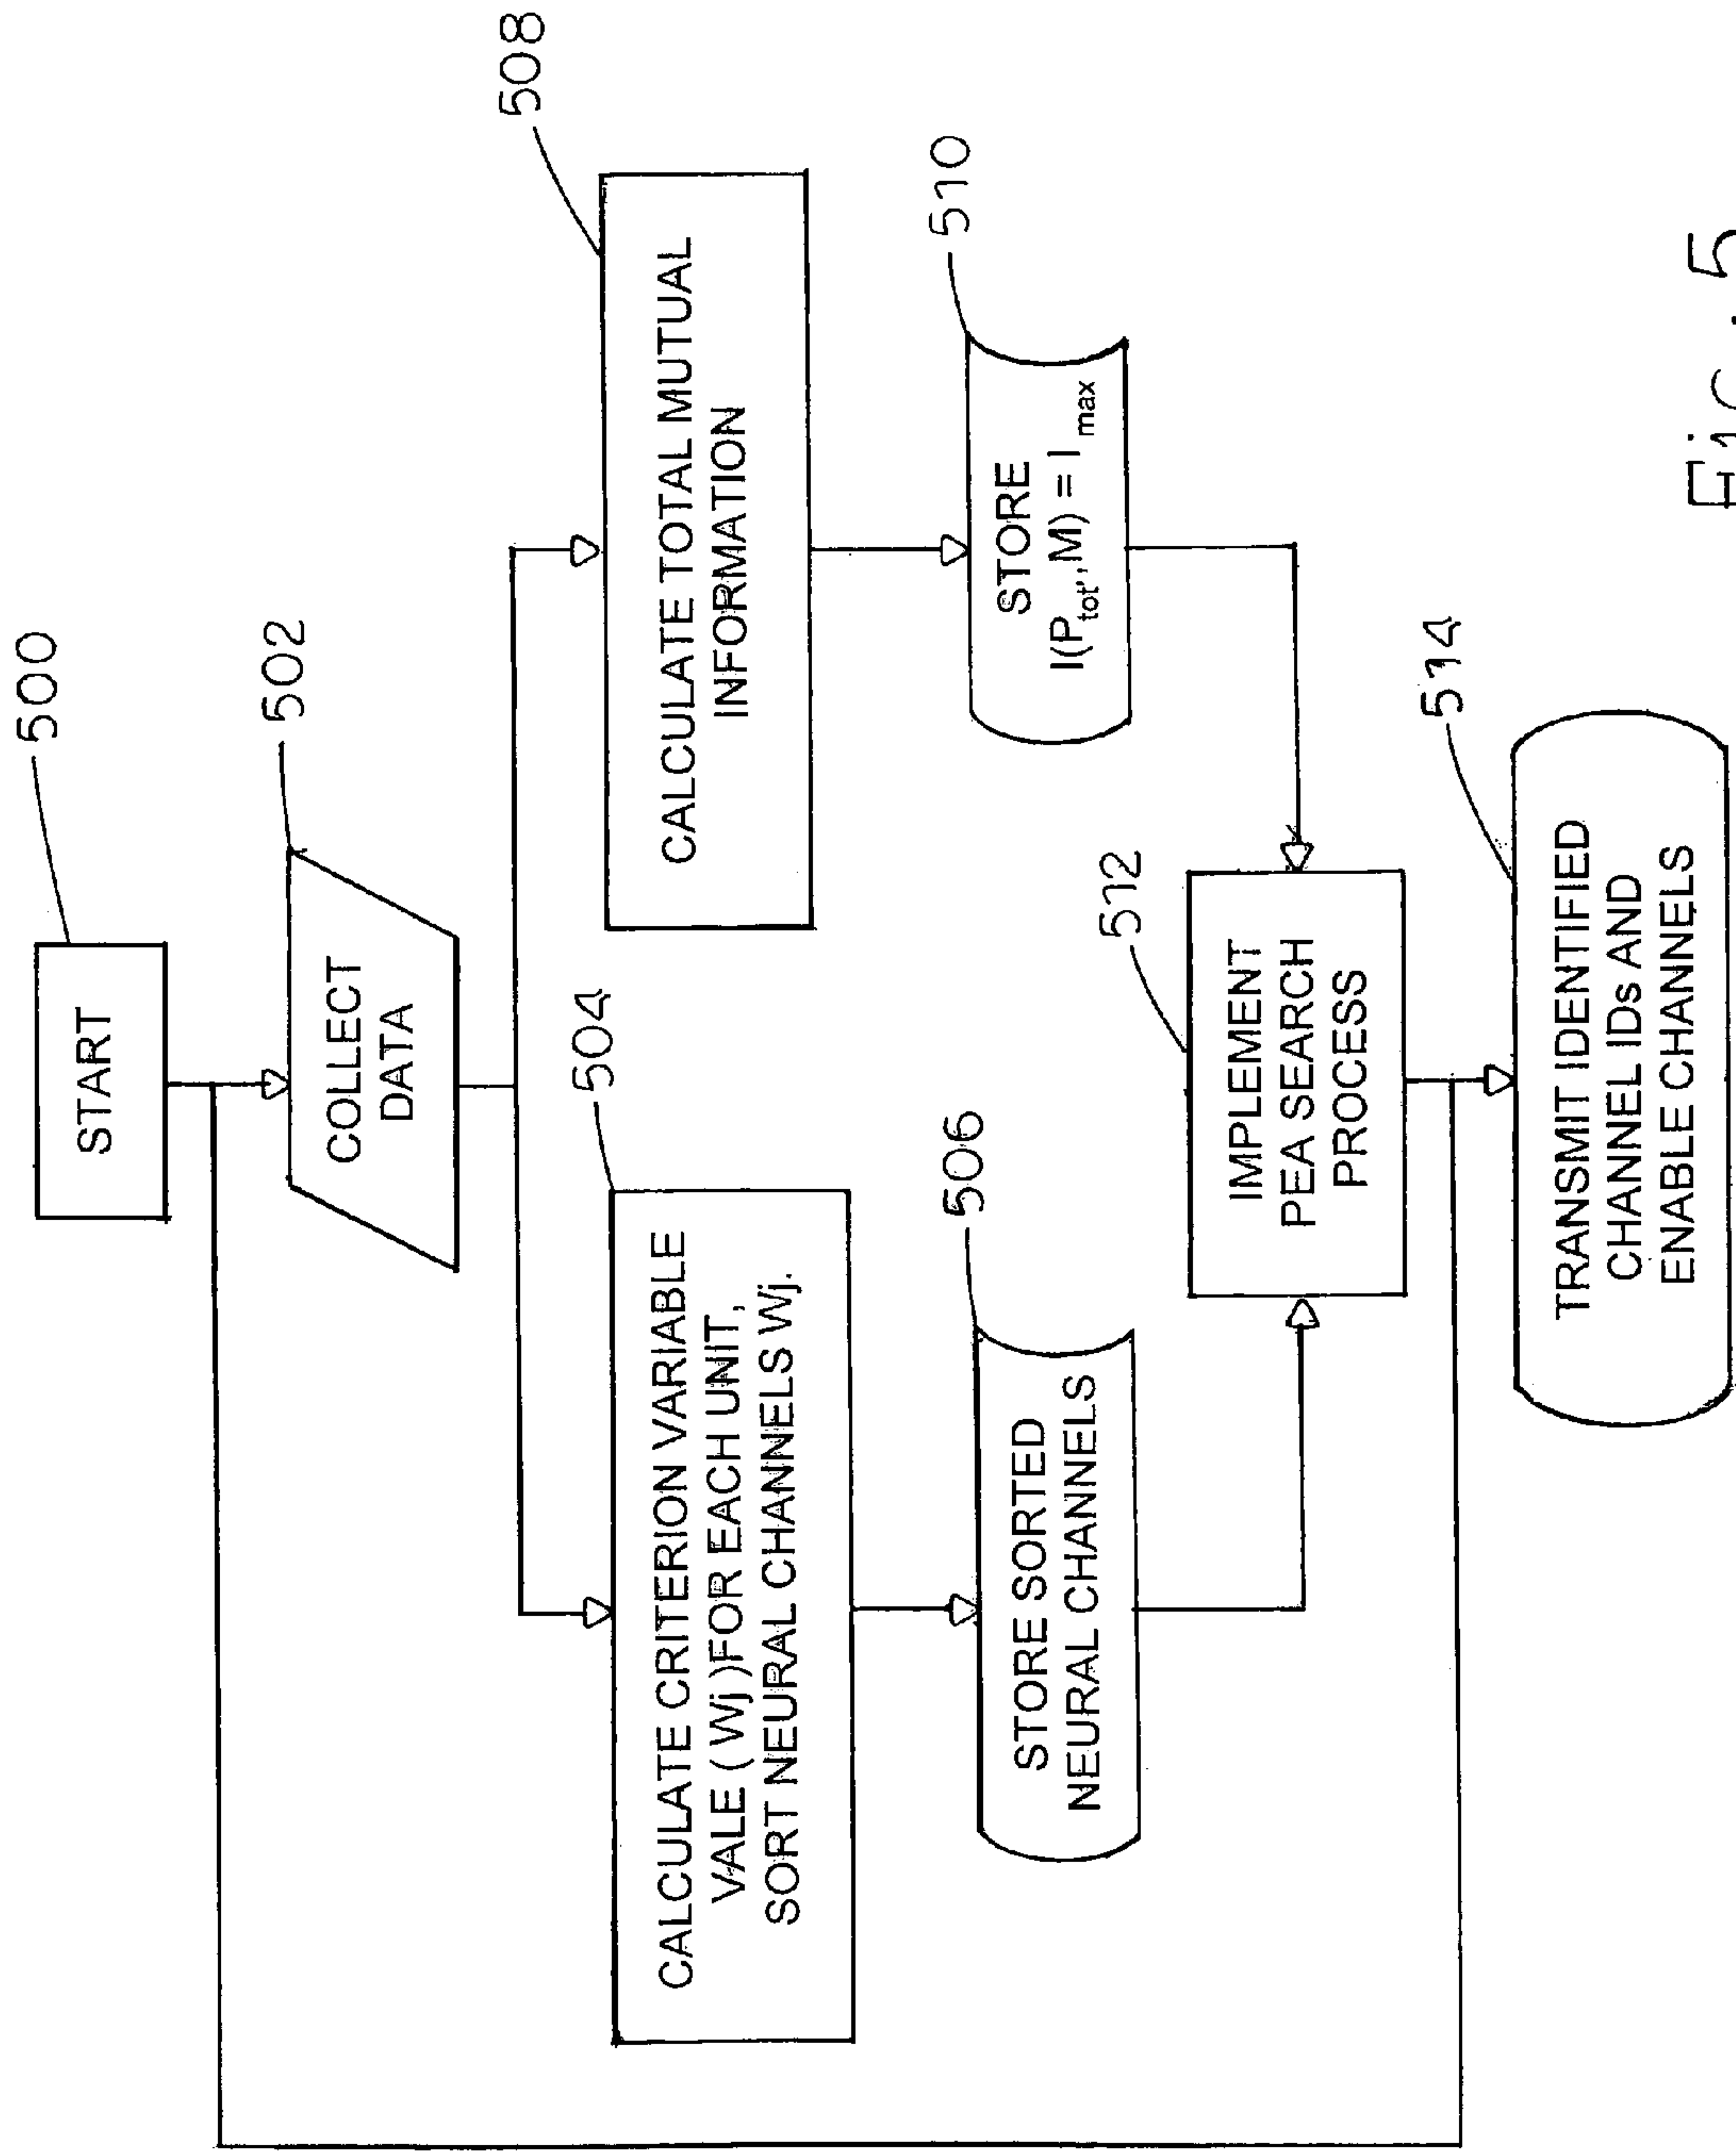 500
START
502
COLLECT
DATA
504
CALCULATE CRITERION VARIABLE
VALE (Wj) FOR EACH UNIT,
SORT NEURAL CHANNELS Wj.
508
CALCULATE TOTAL MUTUAL
INFORMATION
506
STORE SORTED
NEURAL CHANNELS
510
STORE
I(P_tot', M) = I_max
512
IMPLEMENT
PEA SEARCH
PROCESS
514
TRANSMIT IDENTIFIED
CHANNEL IDs AND
ENABLE CHANNELS